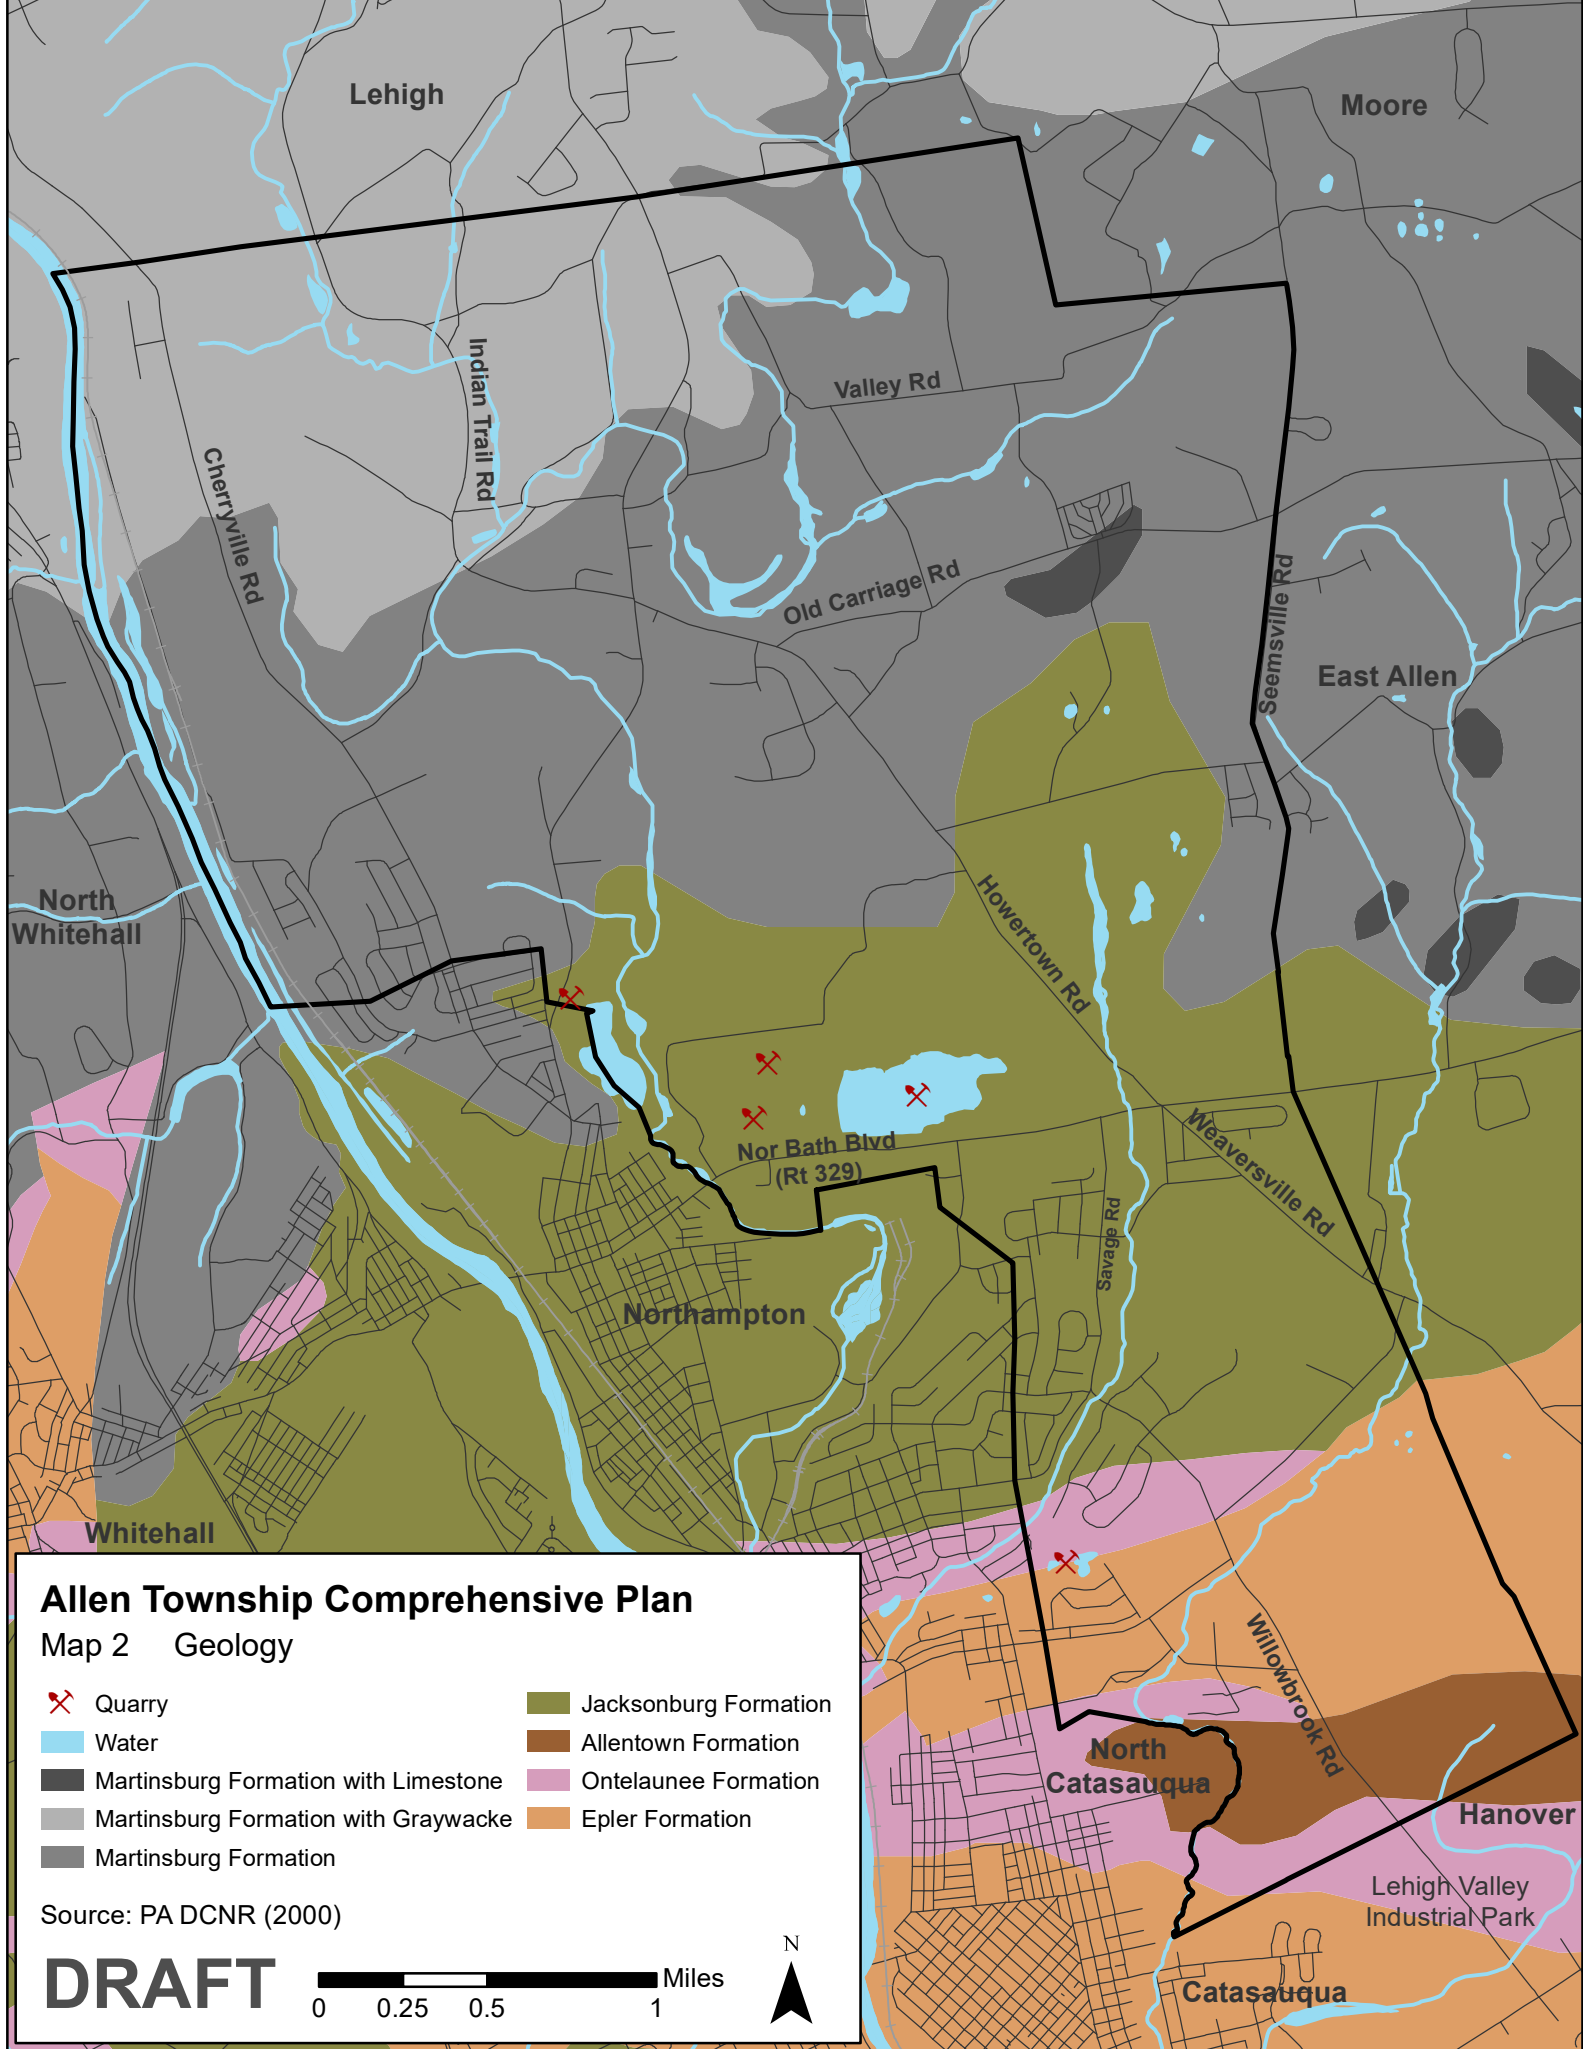 Lehigh
Moore
Indian Trail Rd
Valley Rd
Cherryville Rd
Old Carriage Rd
Seemsville Rd
East Allen
North
Whitehall
Howertown Rd
Nor Bath Blvd
(Rt 329)
Weaversville Rd
Savage Rd
Northampton
Whitehall
Willowbrook Rd
North
Catasauqua
Hanover
Lehigh Valley
Industrial Park
Catasauqua
Allen Township Comprehensive Plan
Map 2 Geology
Quarry
Water
Martinsburg Formation with Limestone
Martinsburg Formation with Graywacke
Martinsburg Formation
Jacksonburg Formation
Allentown Formation
Ontelaunee Formation
Epler Formation
Source: PA DCNR (2000)
DRAFT
Miles
0 0.25 0.5 1
N